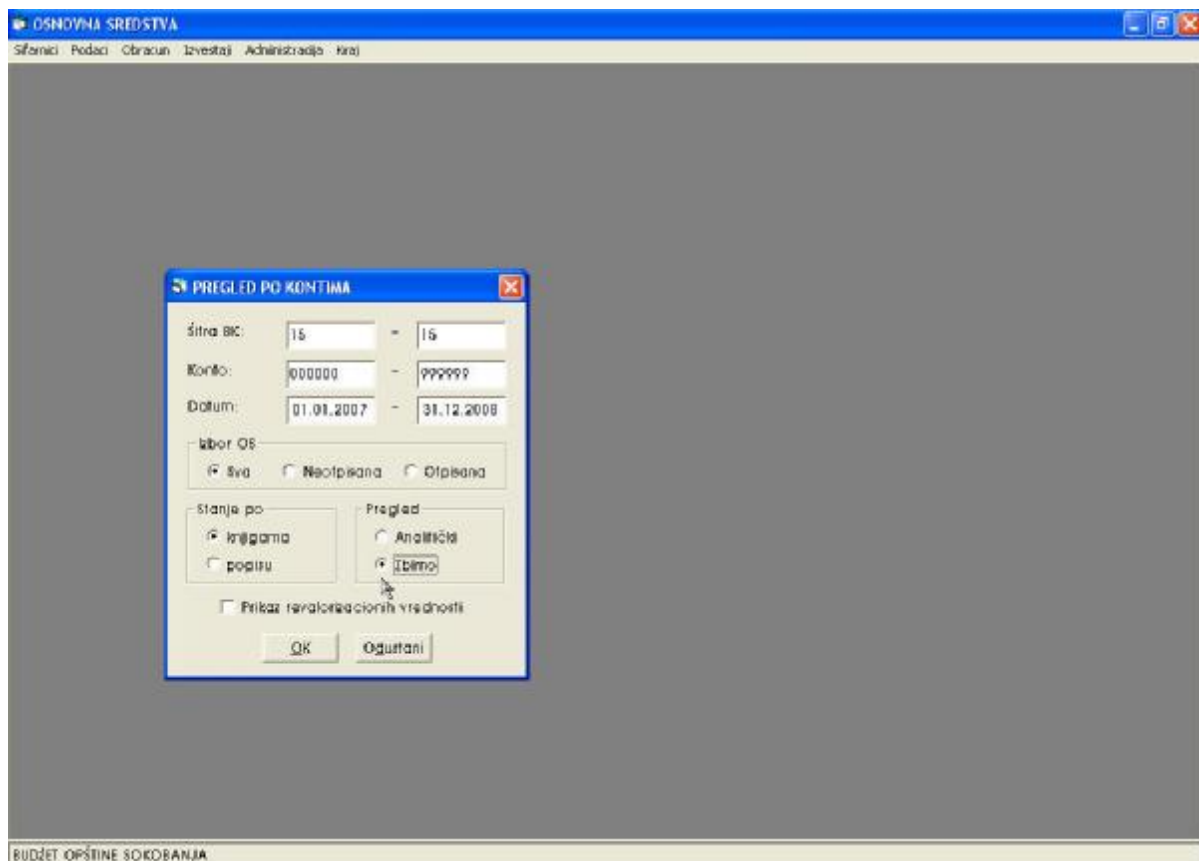 OSNOVNA SREDSTVA
Sifarnici Podaci Obracun Izvestaji Administracija Kraj
PREGLED PO KONTIMA
Šifra BK: 15 - 15
Konto: 000000 - 999999
Datum: 01.01.2007 - 31.12.2008
Izbor OS
Sva Neotpisana Otpisana
Stanje po Pregled
knjigama Analitički
popisu Zbirno
Prikaz revalorizacionih vrednosti
OK Odustani
BUDŽET OPŠTINE SOKOBANJA